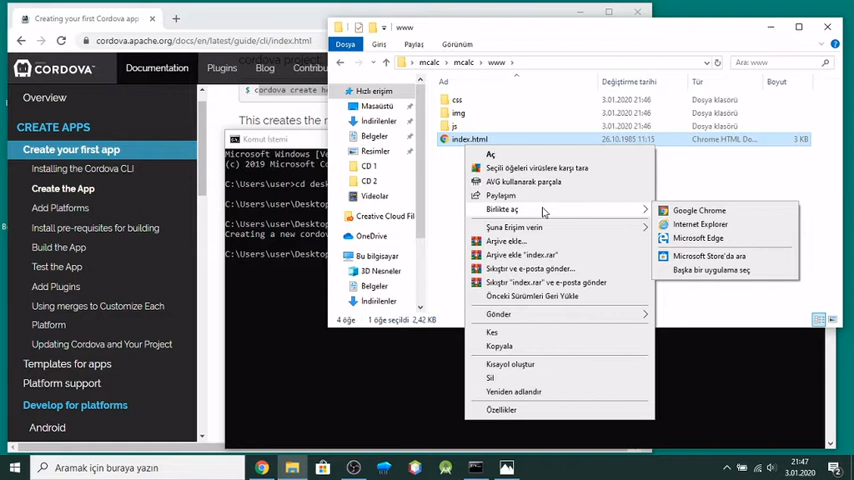 Creating your first Cordova app
cordova.apache.org/docs/en/latest/guide/cli/index.html
CORDOVA
Documentation
Plugins
Blog
Contribu
Overview
CREATE APPS
Create your first app
Installing the Cordova CLI
Create the App
Add Platforms
Install pre-requisites for building
Build the App
Test the App
Add Plugins
Using merges to Customize Each
Platform
Updating Cordova and Your Project
Templates for apps
Platform support
Develop for platforms
Android
cordova project
$ cordova create he
This creates the r
Komut İstemi
Microsoft Windows [Ve
(c) 2019 Microsoft Co
C:\Users\user>cd desk
Creating a new cordov
www
Dosya
Giriş
Paylaş
Görünüm
mcalc
mcalc
www
Ara: www
Hızlı erişim
Masaüstü
İndirilenler
Belgeler
Resimler
CD 1
CD 2
Videolar
Creative Cloud Fil
OneDrive
Bu bilgisayar
3D Nesneler
Belgeler
İndirilenler
Ad
Değiştirme tarihi
Tür
Boyut
css
3.01.2020 21:46
Dosya klasörü
img
3.01.2020 21:46
Dosya klasörü
js
3.01.2020 21:46
Dosya klasörü
index.html
26.10.1985 11:15
Chrome HTML Do...
3 KB
4 öğe
1 öğe seçildi 2,42 KB
Aç
Seçili öğeleri virüslere karşı tara
AVG kullanarak parçala
Paylaşım
Birlikte aç
Şuna Erişim verin
Arşive ekle...
Arşive ekle "index.rar"
Sıkıştır ve e-posta gönder...
Sıkıştır "index.rar" ve e-posta gönder
Önceki Sürümleri Geri Yükle
Gönder
Kes
Kopyala
Kısayol oluştur
Sil
Yeniden adlandır
Özellikler
Google Chrome
Internet Explorer
Microsoft Edge
Microsoft Store'da ara
Başka bir uygulama seç
Aramak için buraya yazın
21:47
3.01.2020
2